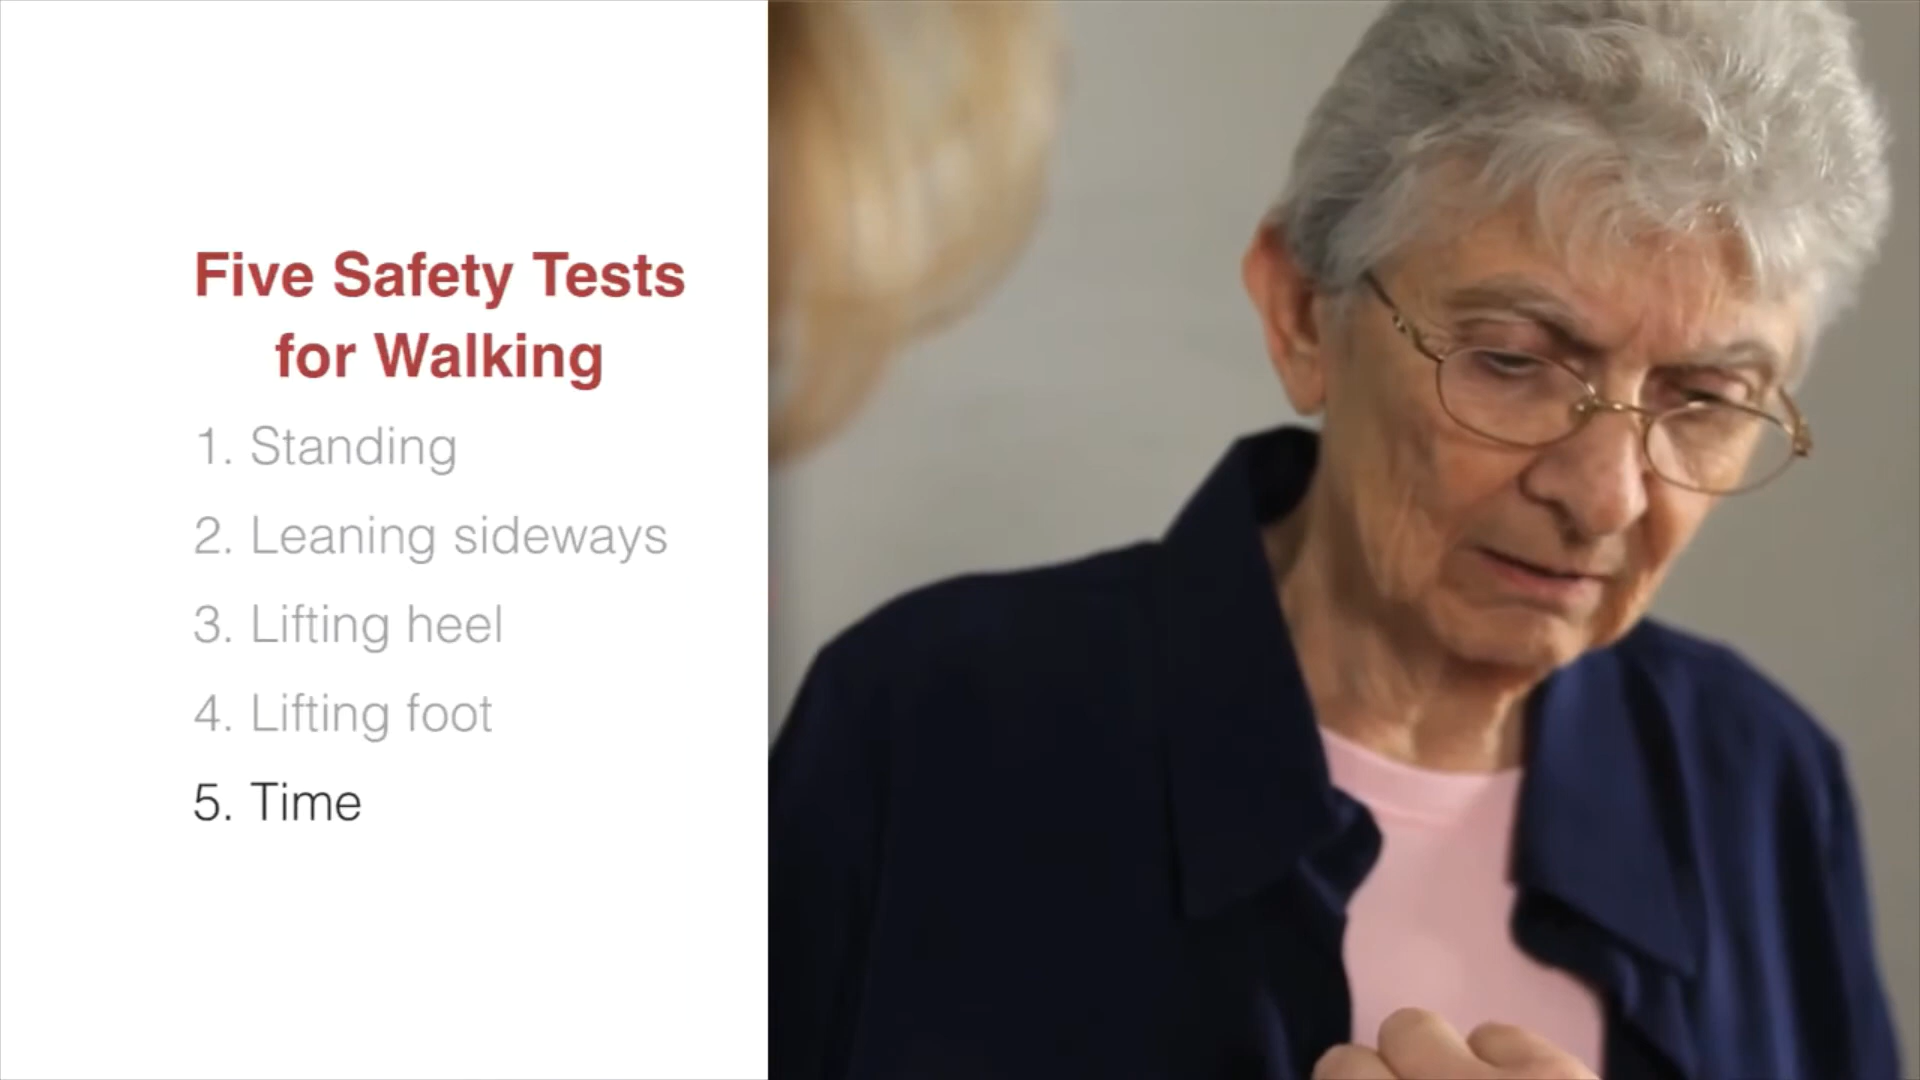 Five Safety Tests
for Walking
1. Standing
2. Leaning sideways
3. Lifting heel
4. Lifting foot
5. Time